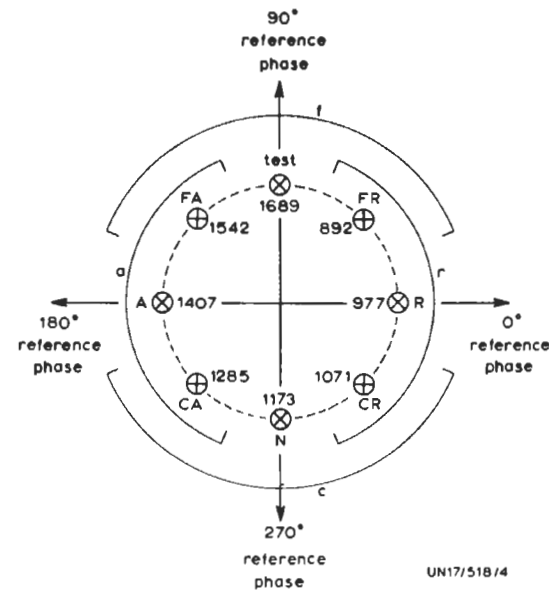 90°
reference
phase
f
test
FA
FR
1689
1542
892
a
r
A
1407
977
R
180°
reference
phase
0°
reference
phase
1285
1173
1071
CA
CR
N
c
270°
reference
phase
UN17/518/4